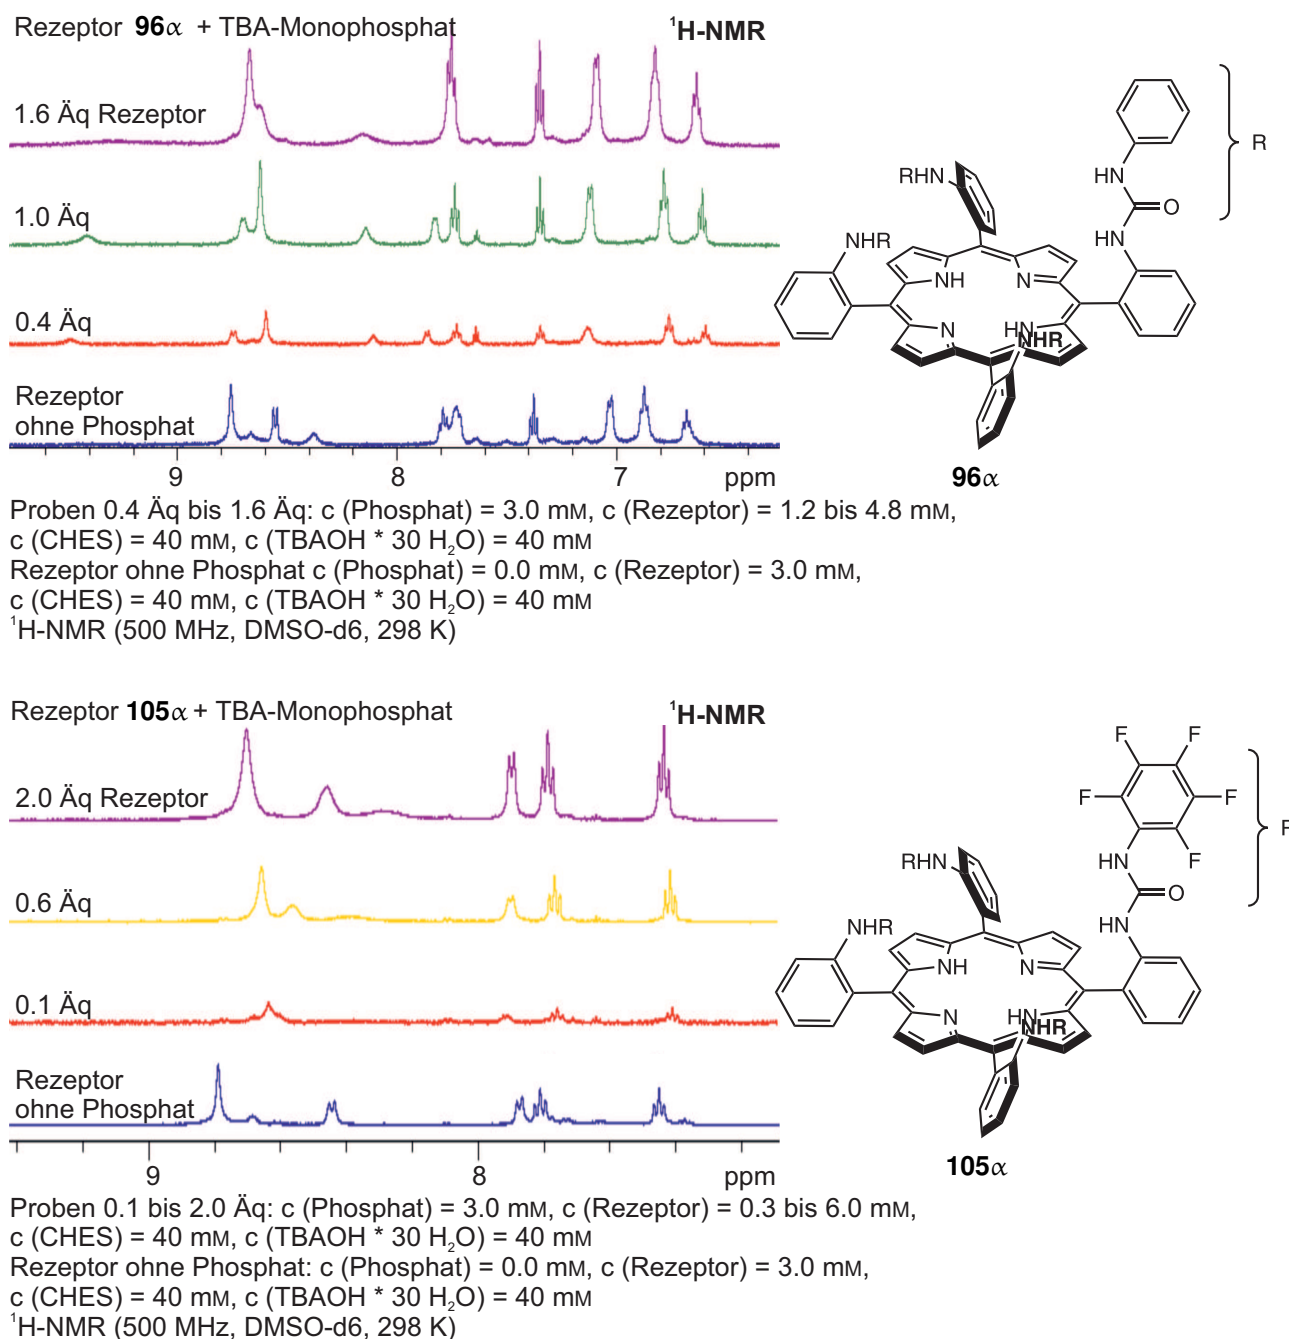 Rezeptor 96α + TBA-Monophosphat
¹H-NMR
1.6 Äq Rezeptor
1.0 Äq
0.4 Äq
Rezeptor
ohne Phosphat
9
8
7
ppm
R
NH
HN
O
RHN
NHR
NH
N
N
HN
NHR
96α
Proben 0.4 Äq bis 1.6 Äq: c (Phosphat) = 3.0 mM, c (Rezeptor) = 1.2 bis 4.8 mM,
c (CHES) = 40 mM, c (TBAOH * 30 H₂O) = 40 mM
Rezeptor ohne Phosphat c (Phosphat) = 0.0 mM, c (Rezeptor) = 3.0 mM,
c (CHES) = 40 mM, c (TBAOH * 30 H₂O) = 40 mM
¹H-NMR (500 MHz, DMSO-d6, 298 K)
Rezeptor 105α + TBA-Monophosphat
¹H-NMR
2.0 Äq Rezeptor
0.6 Äq
0.1 Äq
Rezeptor
ohne Phosphat
9
8
ppm
F
F
F
F
F
HN
O
HN
RHN
NHR
NH
N
N
HN
NHR
105α
Proben 0.1 bis 2.0 Äq: c (Phosphat) = 3.0 mM, c (Rezeptor) = 0.3 bis 6.0 mM,
c (CHES) = 40 mM, c (TBAOH * 30 H₂O) = 40 mM
Rezeptor ohne Phosphat: c (Phosphat) = 0.0 mM, c (Rezeptor) = 3.0 mM,
c (CHES) = 40 mM, c (TBAOH * 30 H₂O) = 40 mM
¹H-NMR (500 MHz, DMSO-d6, 298 K)